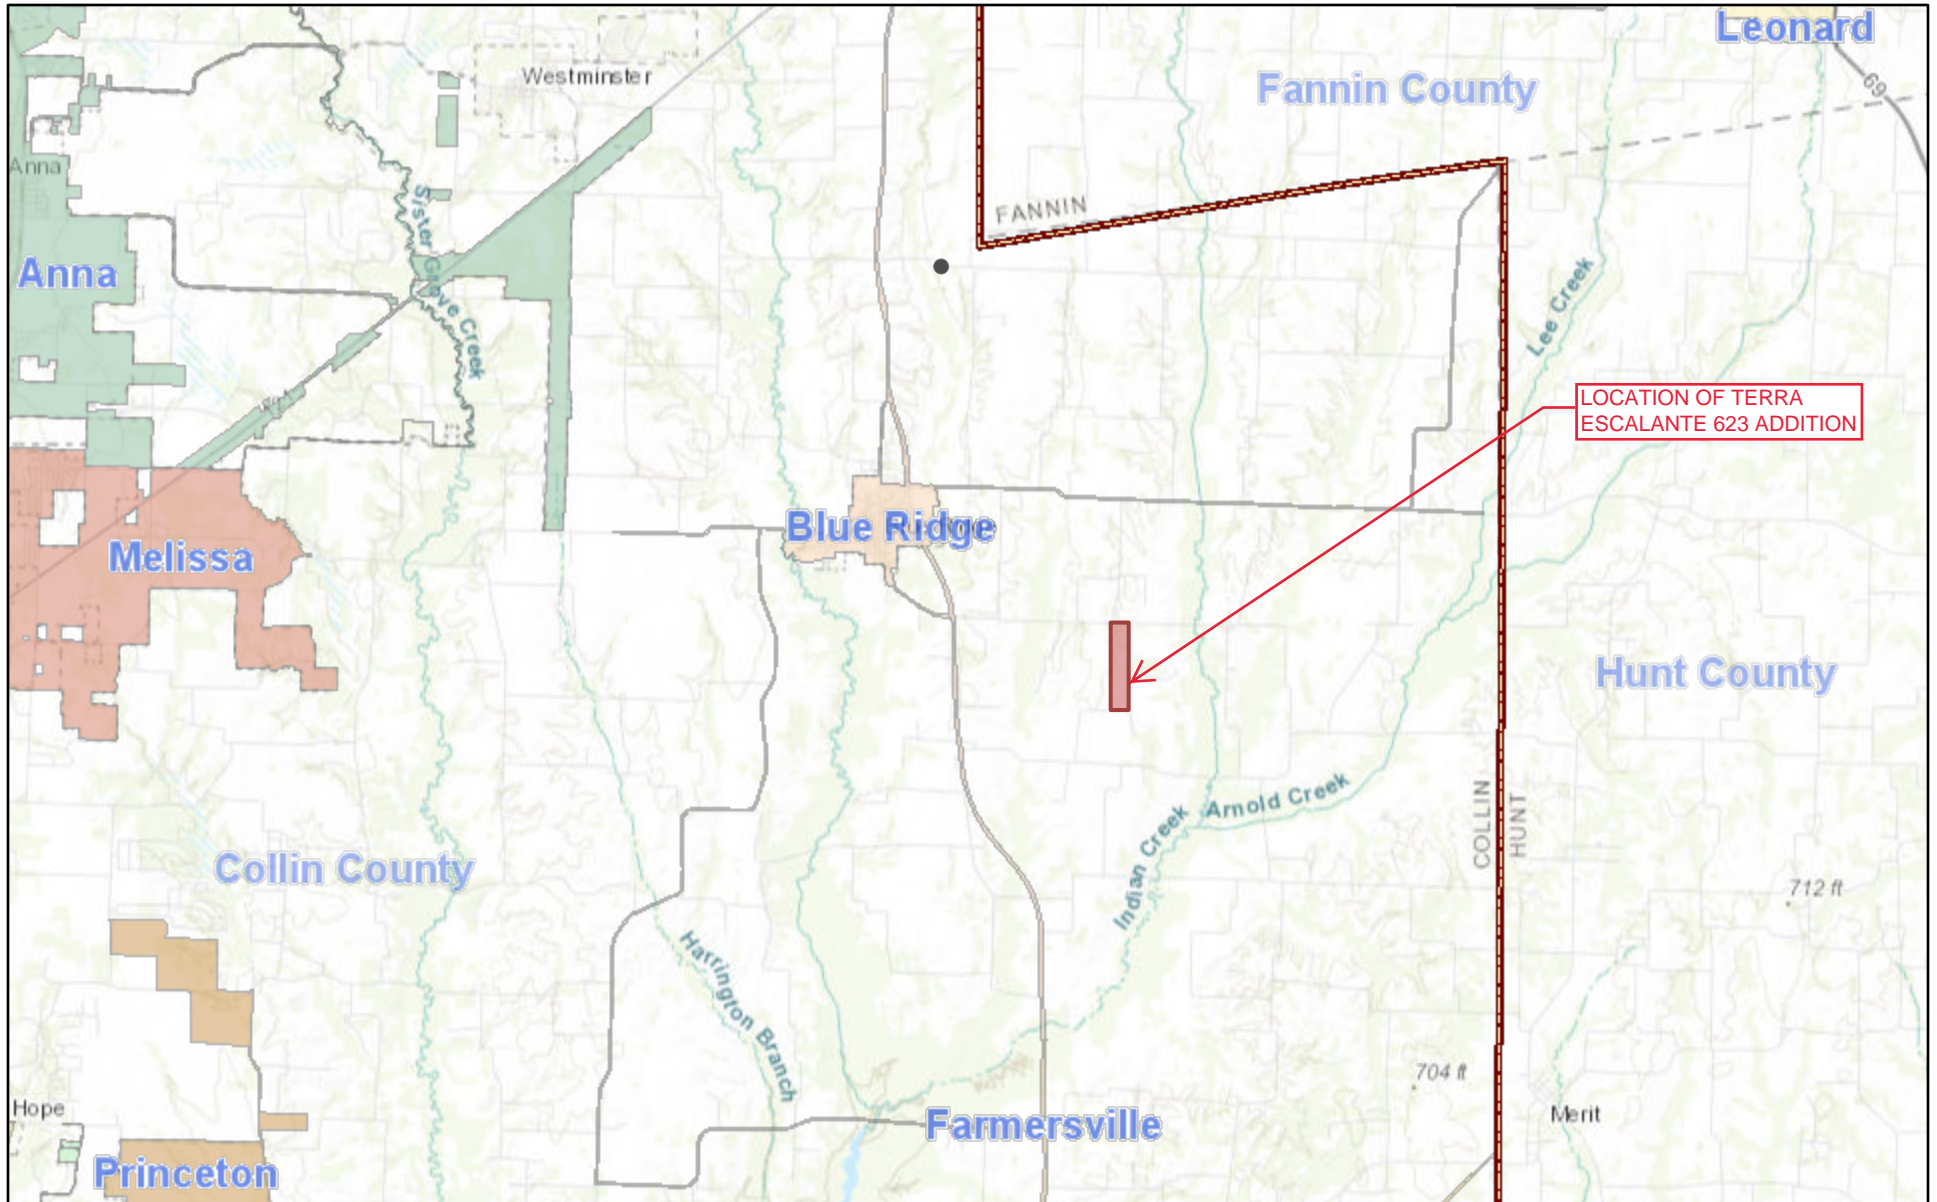 Leonard
Westminster
Fannin County
69
Anna
FANNIN
Sister Grove Creek
Anna
Lee Creek
LOCATION OF TERRA
ESCALANTE 623 ADDITION
Blue Ridge
Melissa
Hunt County
COLLIN
HUNT
Arnold Creek
Indian Creek
Collin County
712 ft
Harrington Branch
704 ft
Hope
Merit
Farmersville
Princeton